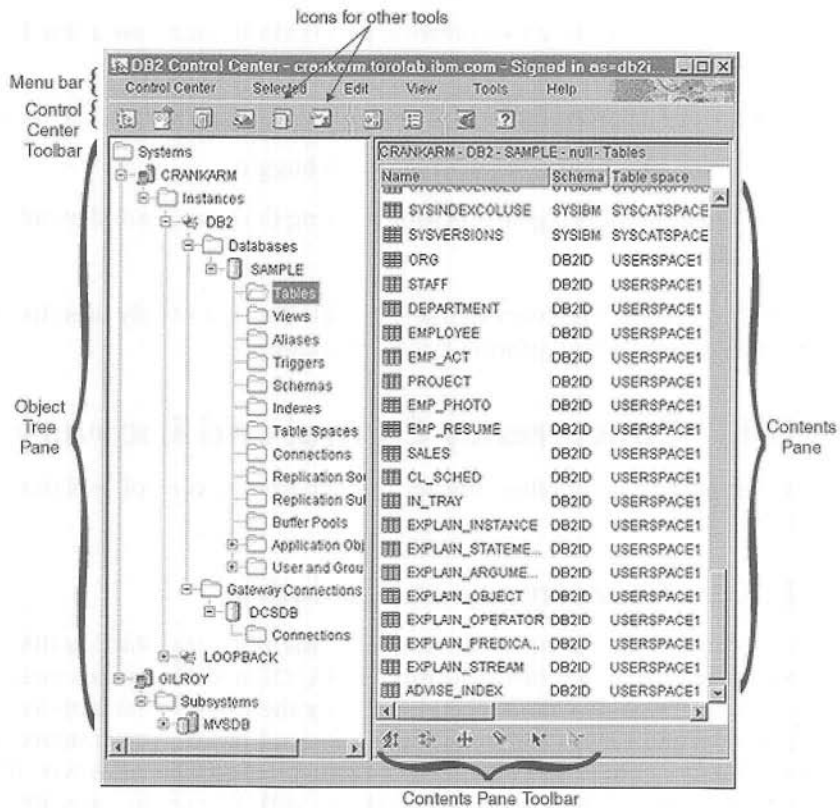 Icons for other tools
DB2 Control Center - crankarm.torolab.ibm.com - Signed in as=db2i...
Menu bar
Control Center Selected Edit View Tools Help
Control
Center
Toolbar
Object
Tree
Pane
Systems
CRANKARM
Instances
DB2
Databases
SAMPLE
Tables
Views
Aliases
Triggers
Schemas
Indexes
Table Spaces
Connections
Replication Sou
Replication Sub
Buffer Pools
Application Obj
User and Grou
Gateway Connections
DCSDB
Connections
LOOPBACK
GILROY
Subsystems
MVSDB
CRANKARM - DB2 - SAMPLE - null - Tables
Name Schema Table space
SYSINDEXCOLUSE SYSIBM SYSCATSPACE
SYSVERSIONS SYSIBM SYSCATSPACE
ORG DB2ID USERSPACE1
STAFF DB2ID USERSPACE1
DEPARTMENT DB2ID USERSPACE1
EMPLOYEE DB2ID USERSPACE1
EMP_ACT DB2ID USERSPACE1
PROJECT DB2ID USERSPACE1
EMP_PHOTO DB2ID USERSPACE1
EMP_RESUME DB2ID USERSPACE1
SALES DB2ID USERSPACE1
CL_SCHED DB2ID USERSPACE1
IN_TRAY DB2ID USERSPACE1
EXPLAIN_INSTANCE DB2ID USERSPACE1
EXPLAIN_STATEME... DB2ID USERSPACE1
EXPLAIN_ARGUME... DB2ID USERSPACE1
EXPLAIN_OBJECT DB2ID USERSPACE1
EXPLAIN_OPERATOR DB2ID USERSPACE1
EXPLAIN_PREDICA... DB2ID USERSPACE1
EXPLAIN_STREAM DB2ID USERSPACE1
ADVISE_INDEX DB2ID USERSPACE1
Contents
Pane
Contents Pane Toolbar